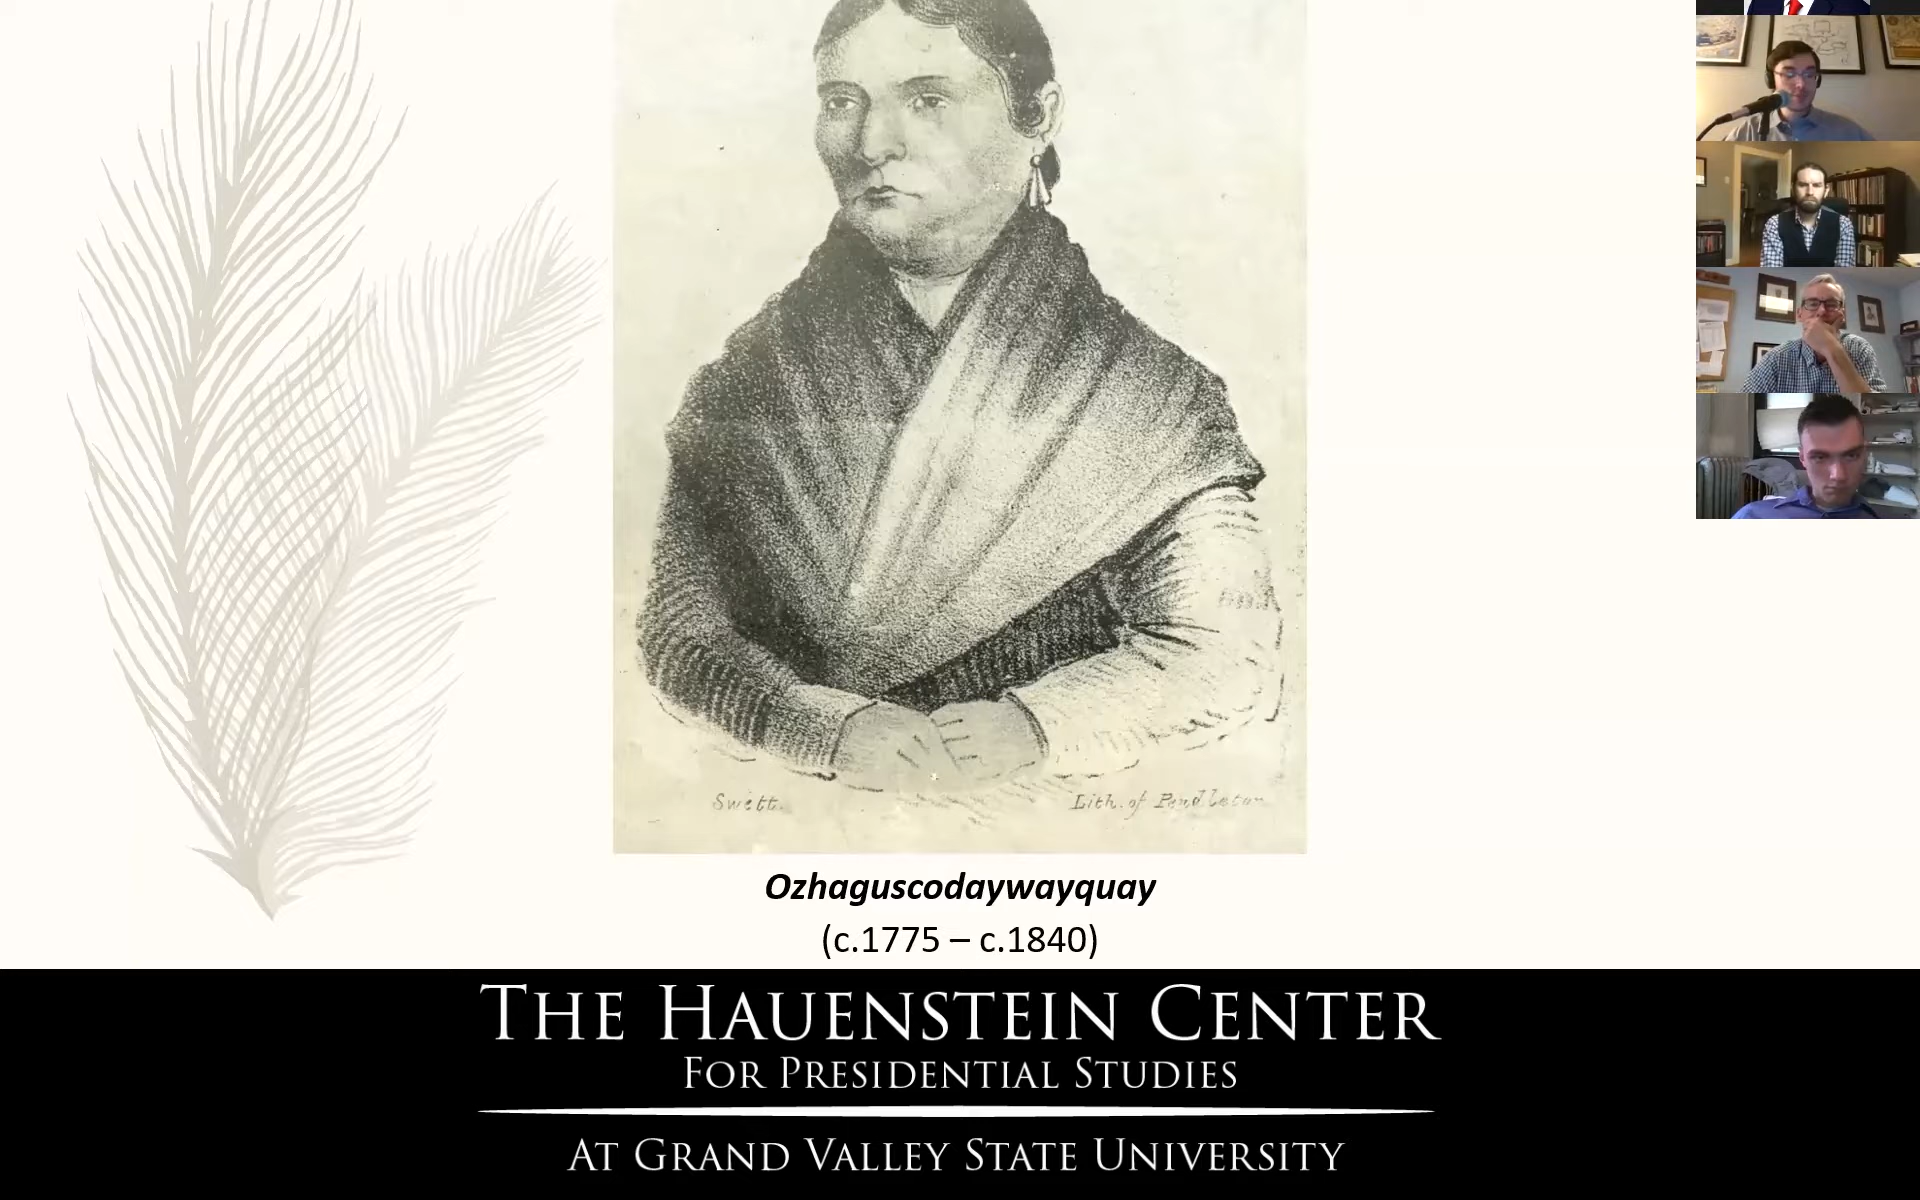 Swett.
Lith. of Pendleton
Ozhaguscodaywayquay
(c.1775 – c.1840)
THE HAUENSTEIN CENTER
FOR PRESIDENTIAL STUDIES
AT GRAND VALLEY STATE UNIVERSITY